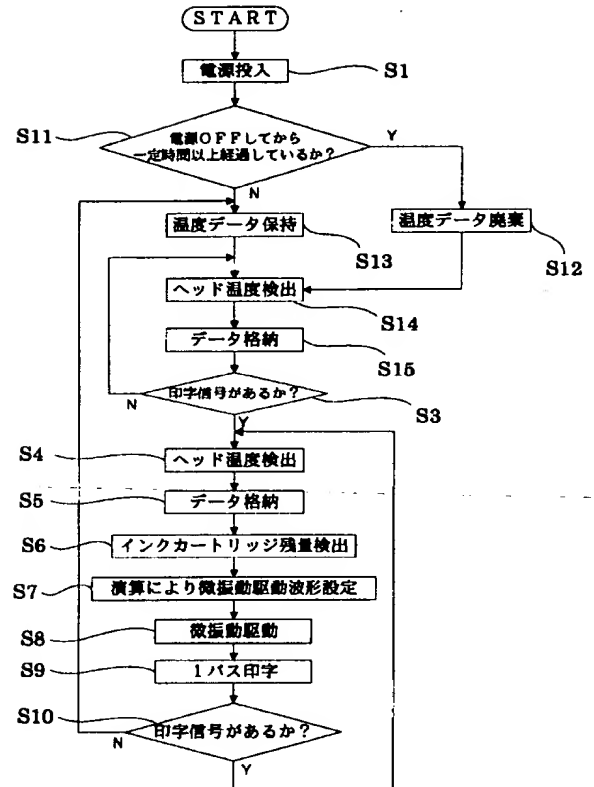 START
電源投入
S1
S11
電源OFFしてから
一定時間以上経過しているか?
Y
N
温度データ保持
S13
温度データ廃棄
S12
ヘッド温度検出
S14
データ格納
S15
印字信号があるか?
N
S3
Y
S4
ヘッド温度検出
S5
データ格納
S6
インクカートリッジ残量検出
S7
演算により微振動駆動波形設定
S8
微振動駆動
S9
1パス印字
S10
印字信号があるか?
N
Y